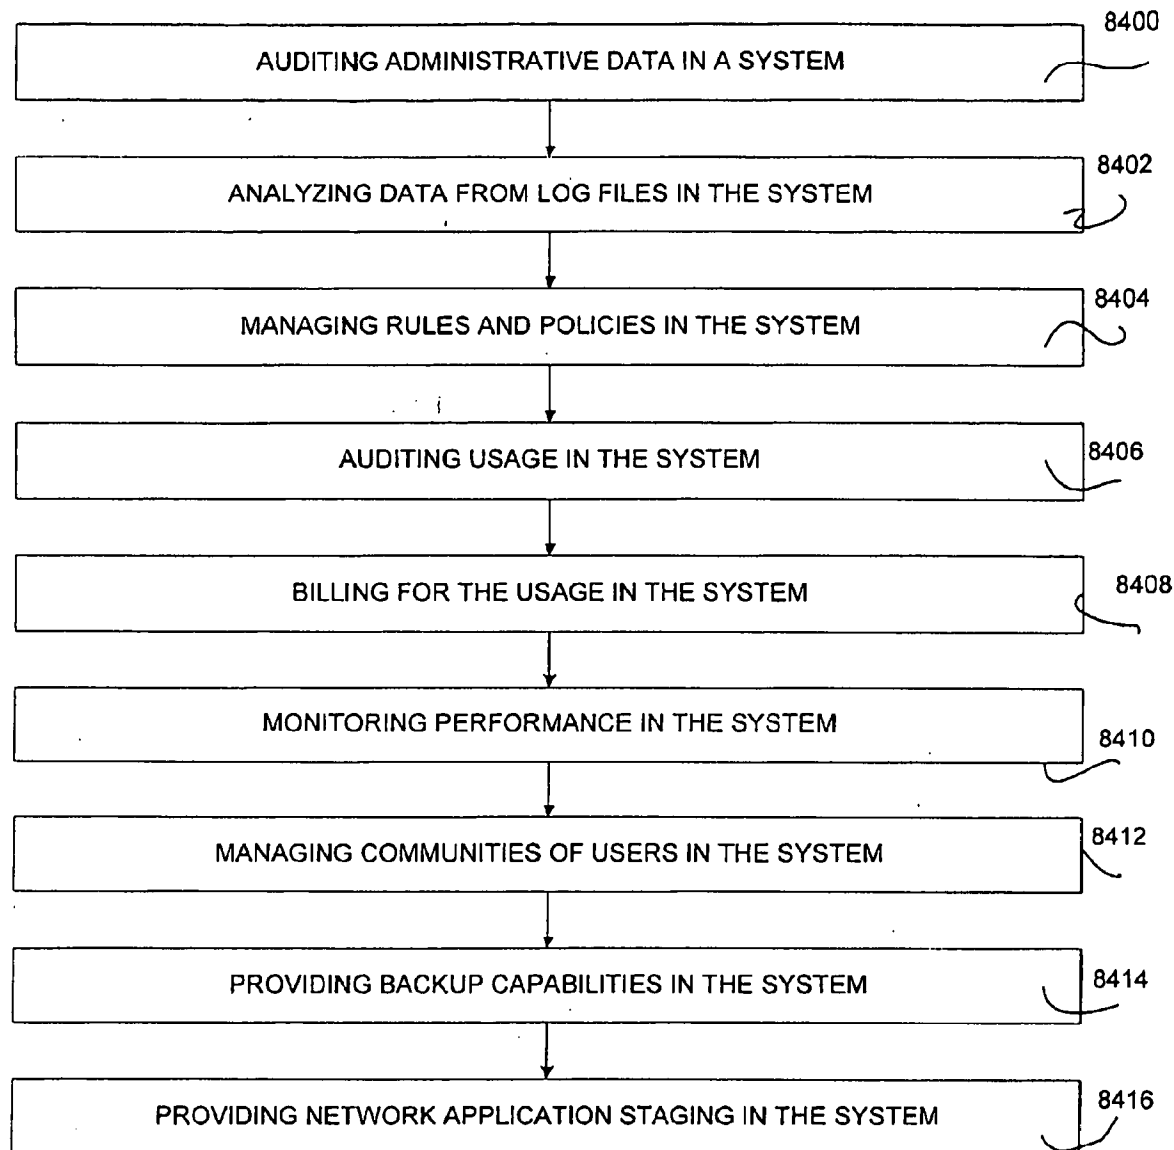 8400
AUDITING ADMINISTRATIVE DATA IN A SYSTEM
8402
ANALYZING DATA FROM LOG FILES IN THE SYSTEM
8404
MANAGING RULES AND POLICIES IN THE SYSTEM
8406
AUDITING USAGE IN THE SYSTEM
8408
BILLING FOR THE USAGE IN THE SYSTEM
MONITORING PERFORMANCE IN THE SYSTEM
8410
8412
MANAGING COMMUNITIES OF USERS IN THE SYSTEM
8414
PROVIDING BACKUP CAPABILITIES IN THE SYSTEM
8416
PROVIDING NETWORK APPLICATION STAGING IN THE SYSTEM